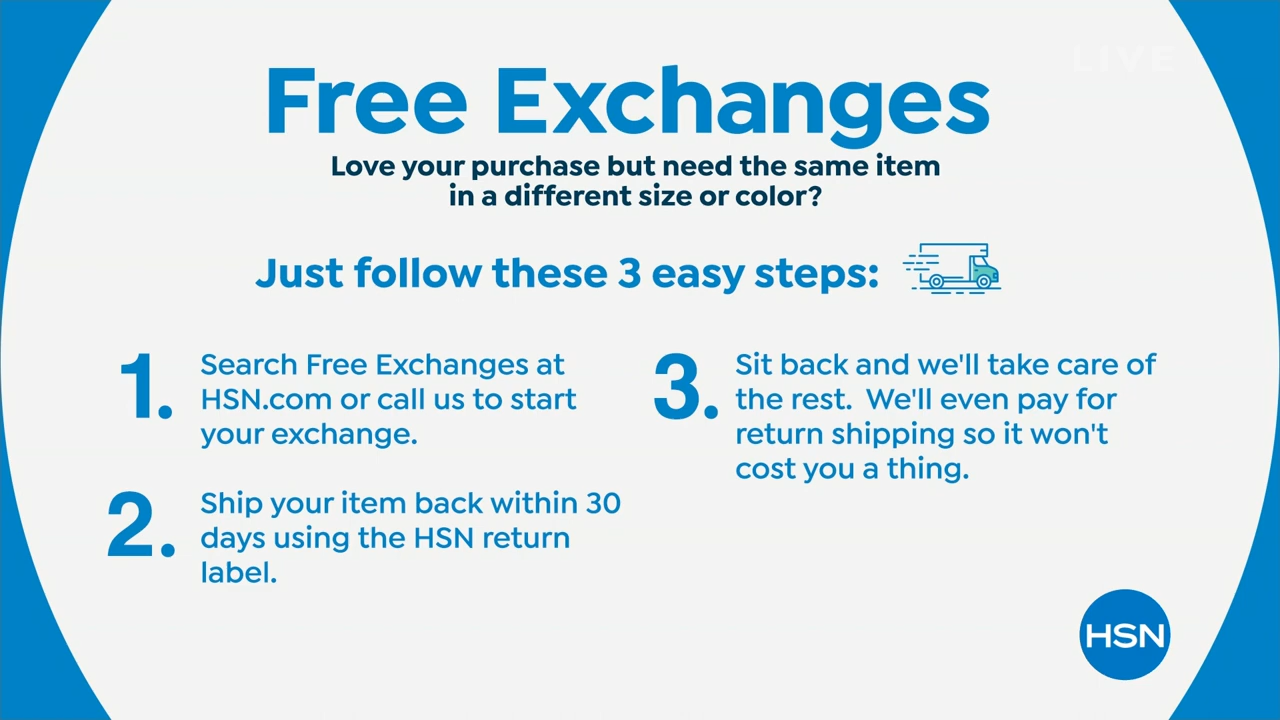 LIVE
Free Exchanges
Love your purchase but need the same item
in a different size or color?
Just follow these 3 easy steps:
1. Search Free Exchanges at
HSN.com or call us to start
your exchange.
2. Ship your item back within 30
days using the HSN return
label.
3. Sit back and we'll take care of
the rest. We'll even pay for
return shipping so it won't
cost you a thing.
HSN